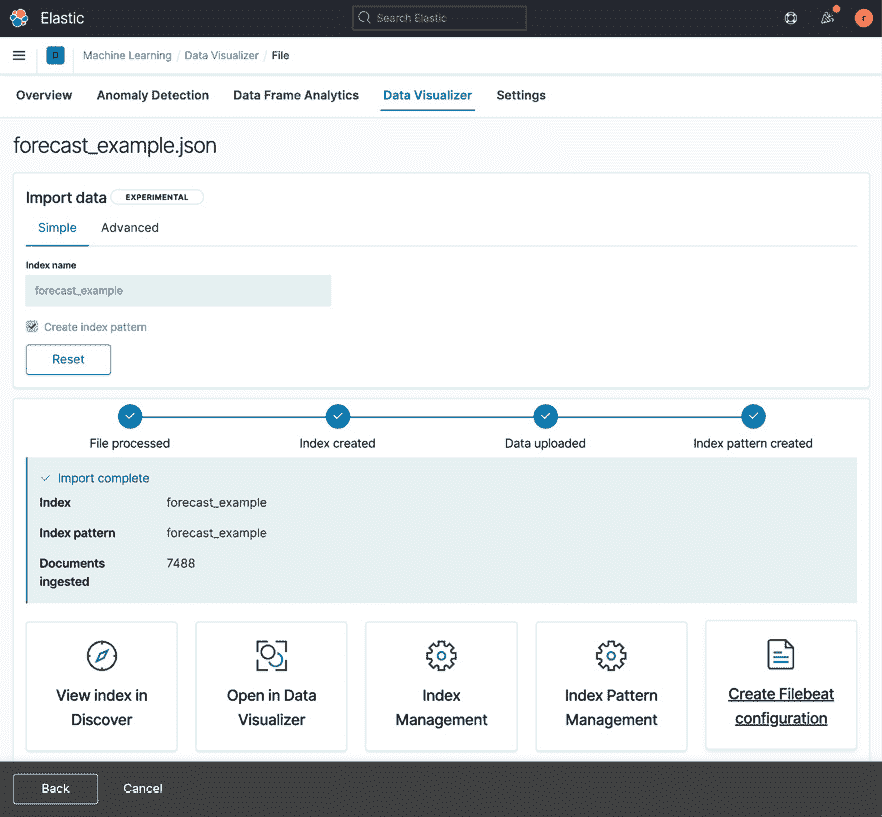 Elastic
Search Elastic
r
D
Machine Learning / Data Visualizer / File
Overview Anomaly Detection Data Frame Analytics Data Visualizer Settings
forecast_example.json
Import data EXPERIMENTAL
Simple Advanced
Index name
forecast_example
Create index pattern
Reset
File processed Index created Data uploaded Index pattern created
Import complete
Index forecast_example
Index pattern forecast_example
Documents 7488
ingested
View index in
Discover
Open in Data
Visualizer
Index
Management
Index Pattern
Management
Create Filebeat
configuration
Back Cancel